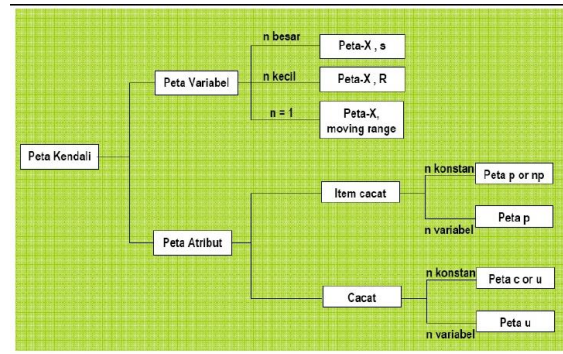 n besar
Peta-X , s
Peta Variabel
n kecil
Peta-X , R
n = 1
Peta-X,
moving range
Peta Kendali
n konstan
Peta p or np
Item cacat
Peta p
n variabel
Peta Atribut
n konstan
Peta c or u
Cacat
Peta u
n variabel